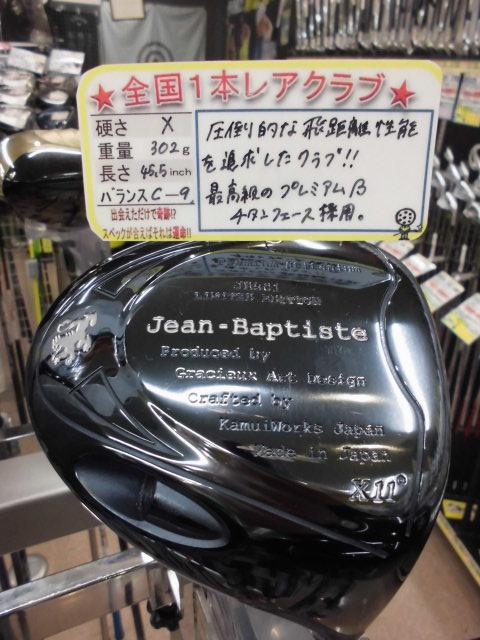 ★全国1本レアクラブ★
硬さ X
重量 302g
長さ 45.5inch
バランス C-9
出会えただけで奇跡!?
スペックが合えばそれは運命!!
圧倒的な飛距離性能
を追求したクラブ!!
最高級のプレミアムβ
チタンフェース採用。
LIMITED EDITION
Jean-Baptiste
Produced by
Gracieux Art Design
Crafted by
KamuiWorks Japan
Made in Japan
X11°